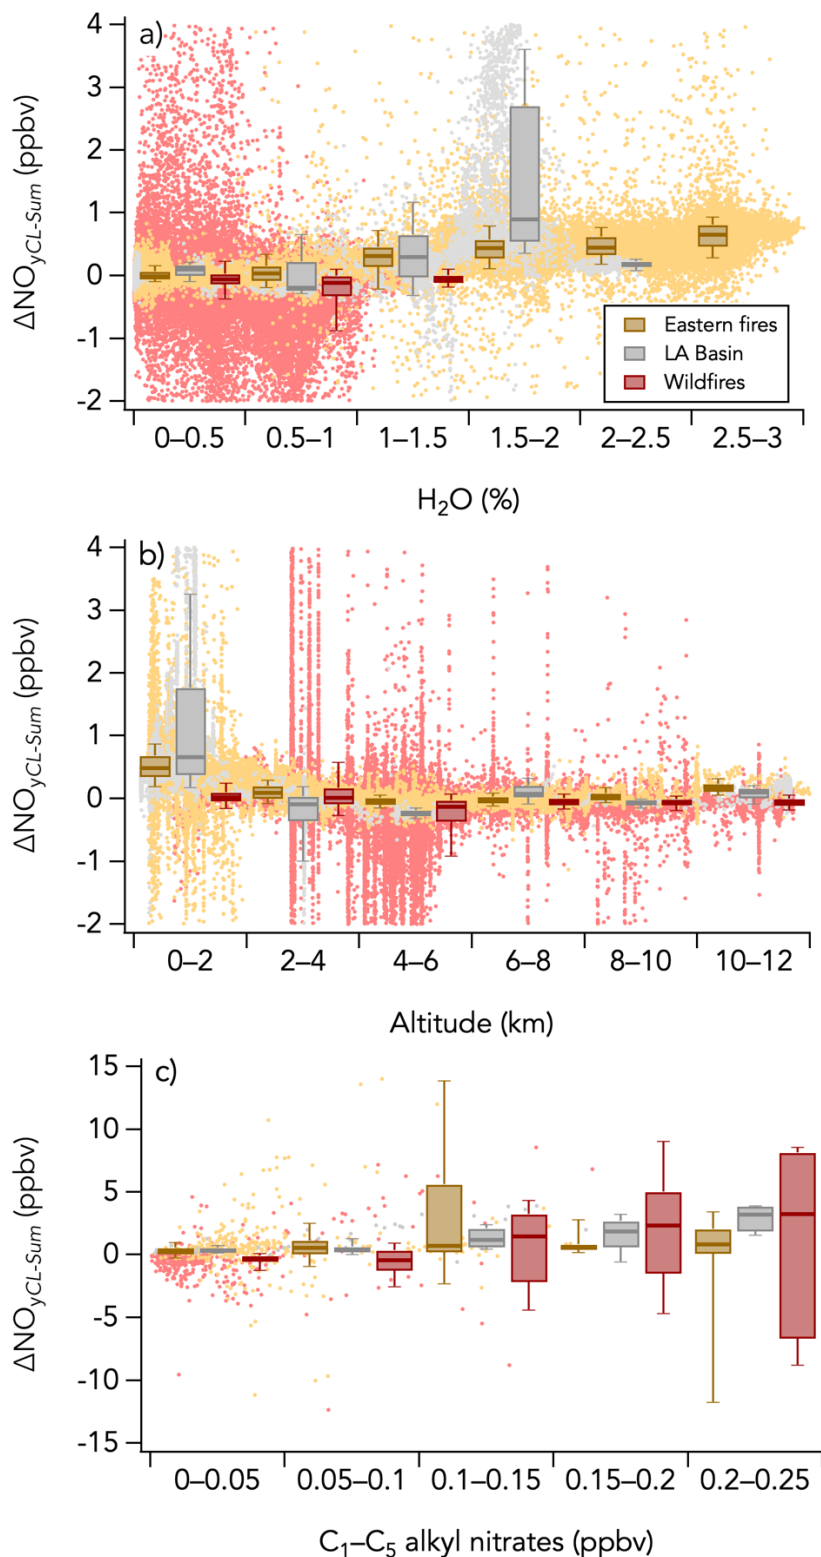 a)
4
3
2
1
0
-1
-2
ΔNOyCL-Sum (ppbv)
Eastern fires
LA Basin
Wildfires
0–0.5 0.5–1 1–1.5 1.5–2 2–2.5 2.5–3
H2O (%)
b)
4
3
2
1
0
-1
-2
ΔNOyCL-Sum (ppbv)
0–2 2–4 4–6 6–8 8–10 10–12
Altitude (km)
c)
15
10
5
0
-5
-10
-15
ΔNOyCL-Sum (ppbv)
0–0.05 0.05–0.1 0.1–0.15 0.15–0.2 0.2–0.25
C1–C5 alkyl nitrates (ppbv)